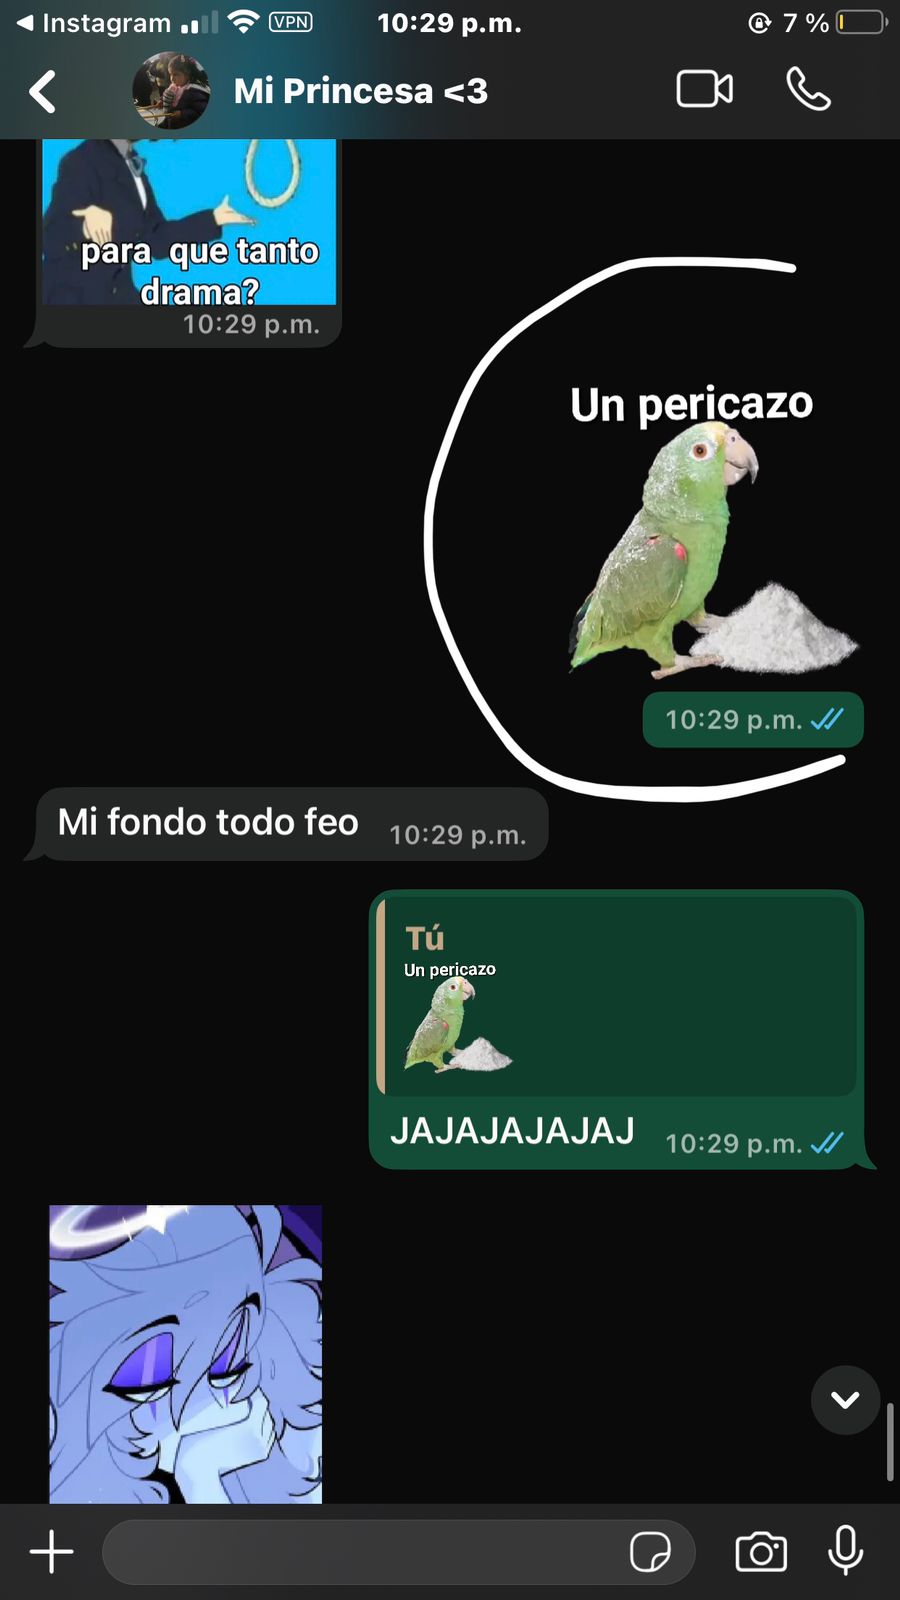 Instagram VPN 10:29 p.m. 7 %
Mi Princesa <3
para que tanto
drama?
10:29 p.m.
Un pericazo
10:29 p.m.
Mi fondo todo feo 10:29 p.m.
Tú
Un pericazo
JAJAJAJAJAJ 10:29 p.m.